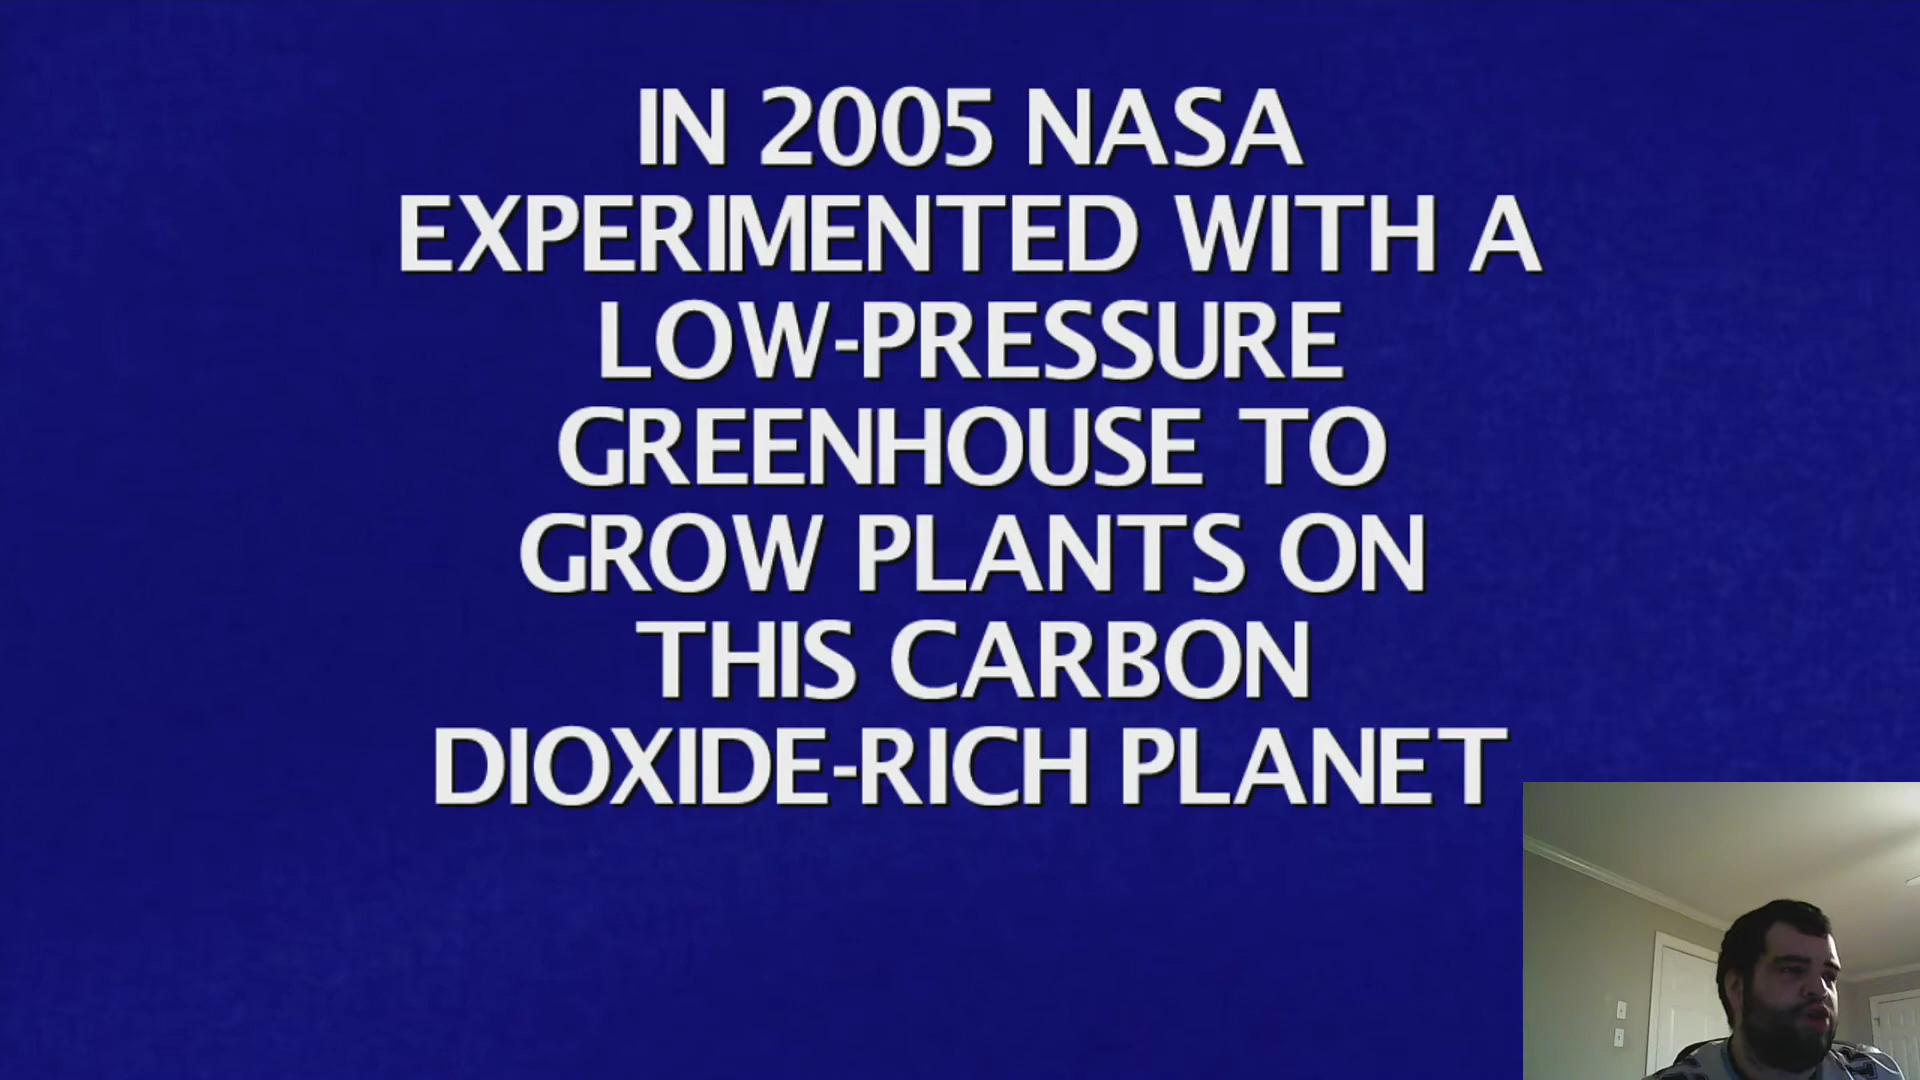 IN 2005 NASA
EXPERIMENTED WITH A
LOW-PRESSURE
GREENHOUSE TO
GROW PLANTS ON
THIS CARBON
DIOXIDE-RICH PLANET